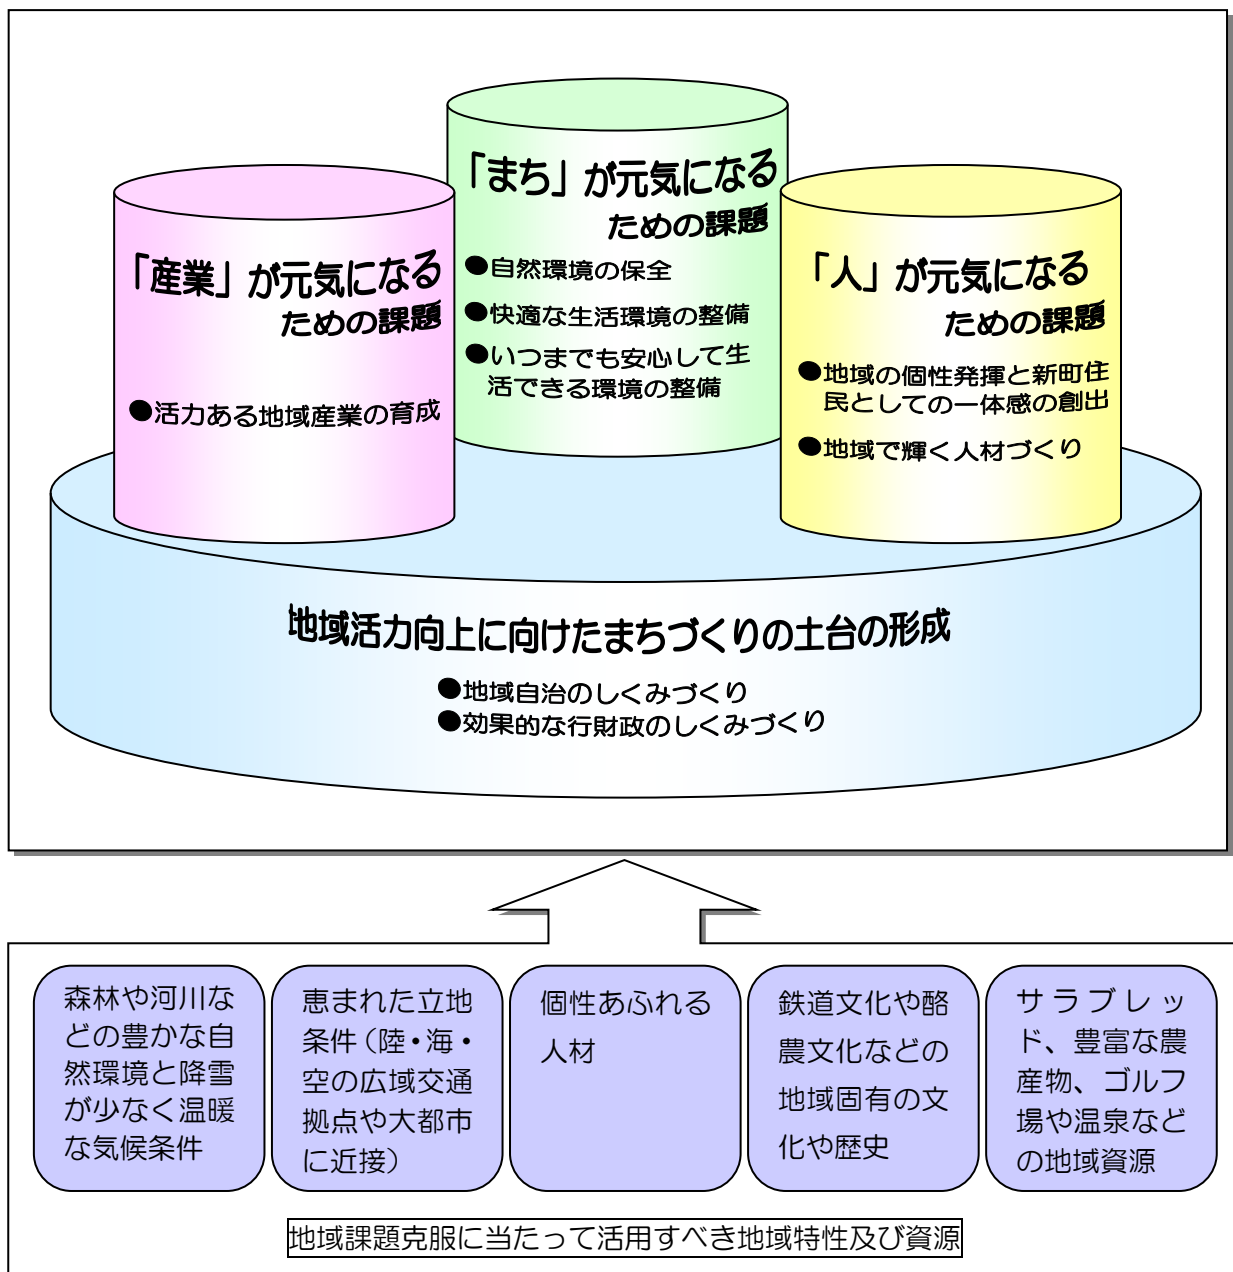 「まち」が元気になる
ための課題
●自然環境の保全
●快適な生活環境の整備
●いつまでも安心して生
活できる環境の整備
「産業」が元気になる
ための課題
●活力ある地域産業の育成
「人」が元気になる
ための課題
●地域の個性発揮と新町住
民としての一体感の創出
●地域で輝く人材づくり
地域活力向上に向けたまちづくりの土台の形成
●地域自治のしくみづくり
●効果的な行財政のしくみづくり
森林や河川な
どの豊かな自
然環境と降雪
が少なく温暖
な気候条件
恵まれた立地
条件（陸・海・
空の広域交通
拠点や大都市
に近接）
個性あふれる
人材
鉄道文化や酪
農文化などの
地域固有の文
化や歴史
サラブレッ
ド、豊富な農
産物、ゴルフ
場や温泉など
の地域資源
地域課題克服に当たって活用すべき地域特性及び資源